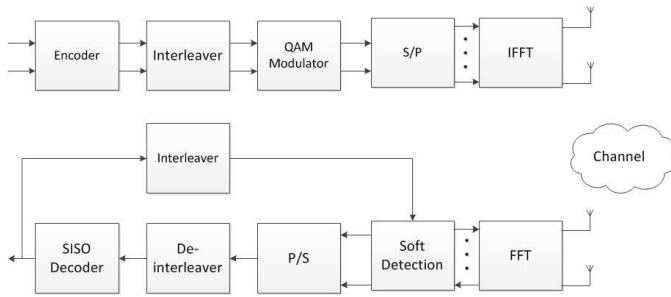 Encoder
Interleaver
QAM
Modulator
S/P
IFFT
Interleaver
Channel
SISO
Decoder
De-
interleaver
P/S
Soft
Detection
FFT